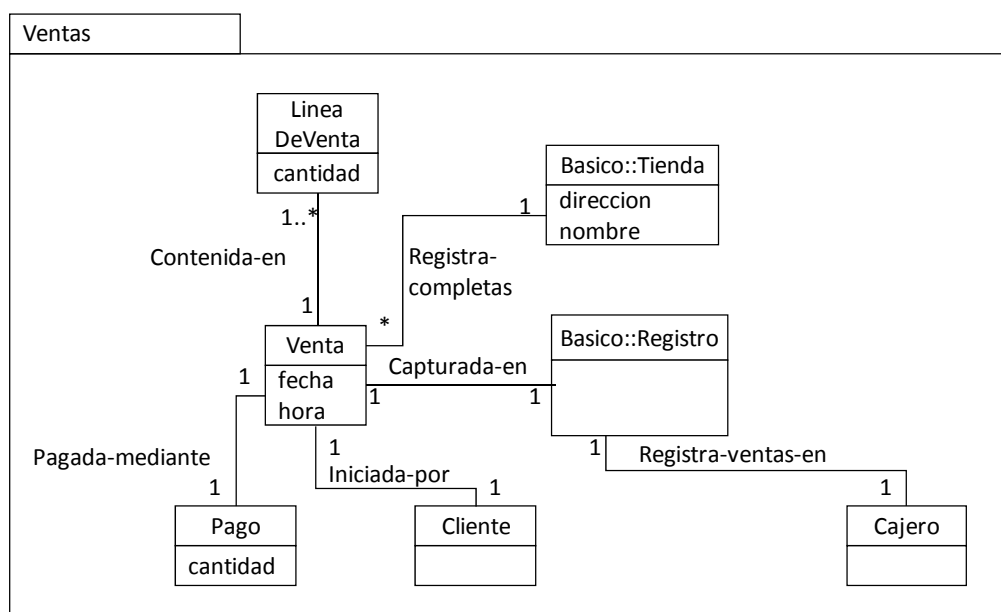 Ventas
Linea
DeVenta
cantidad
1..*
Contenida-en
1
Basico::Tienda
direccion
nombre
1
Registra-
completas
*
Venta
fecha
hora
Basico::Registro
Capturada-en
1
1
1
Pagada-mediante
1
Pago
cantidad
1
Iniciada-por
1
Cliente
1
Registra-ventas-en
1
Cajero